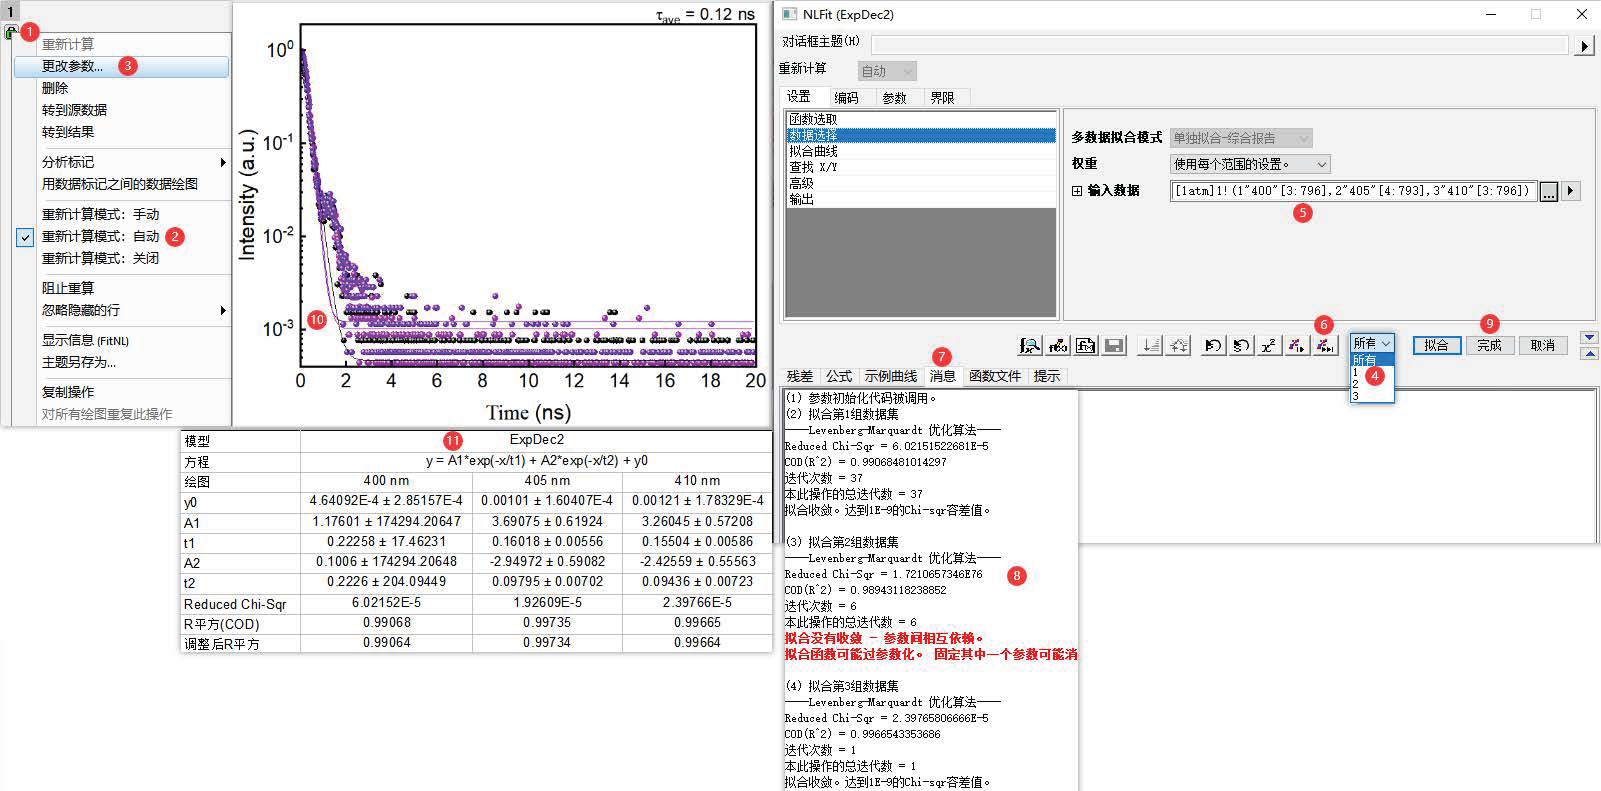 1
1
重新计算
更改参数... 3
删除
转到源数据
转到结果
分析标记
用数据标记之间的数据绘图
重新计算模式: 手动
重新计算模式: 自动 2
重新计算模式: 关闭
阻止重算
忽略隐藏的行
显示信息 (FitNL)
主题另存为...
复制操作
对所有绘图重复此操作
τave = 0.12 ns
Intensity (a.u.)
10^0
10^-1
10^-2
10^-3
10
0 2 4 6 8 10 12 14 16 18 20
Time (ns)
模型 11 ExpDec2
方程 y = A1*exp(-x/t1) + A2*exp(-x/t2) + y0
绘图 400 nm 405 nm 410 nm
y0 4.64092E-4 ± 2.85157E-4 0.00101 ± 1.60407E-4 0.00121 ± 1.78329E-4
A1 1.17601 ± 174294.20647 3.69075 ± 0.61924 3.26045 ± 0.57208
t1 0.22258 ± 17.46231 0.16018 ± 0.00556 0.15504 ± 0.00586
A2 0.1006 ± 174294.20648 -2.94972 ± 0.59082 -2.42559 ± 0.55563
t2 0.2226 ± 204.09449 0.09795 ± 0.00702 0.09436 ± 0.00723
Reduced Chi-Sqr 6.02152E-5 1.92609E-5 2.39766E-5
R平方(COD) 0.99068 0.99735 0.99665
调整后R平方 0.99064 0.99734 0.99664
NLFit (ExpDec2)
对话框主题(H)
重新计算 自动
设置 编码 参数 界限
函数选取
数据选择
拟合曲线
查找 X/Y
高级
输出
多数据拟合模式 单独拟合-综合报告
权重 使用每个范围的设置。
输入数据 [1atm]1!(1"400"[3:796],2"405"[4:793],3"410"[3:796]) ...
5
6
9
所有 拟合 完成 取消
所有
1
2
3
4
7
残差 公式 示例曲线 消息 函数文件 提示
(1) 参数初始化代码被调用。
(2) 拟合第1组数据集
——Levenberg-Marquardt 优化算法——
Reduced Chi-Sqr = 6.02151522681E-5
COD(R^2) = 0.99068481014297
迭代次数 = 37
本此操作的总迭代数 = 37
拟合收敛。达到1E-9的Chi-sqr容差值。
(3) 拟合第2组数据集
——Levenberg-Marquardt 优化算法——
Reduced Chi-Sqr = 1.7210657346E76
8
COD(R^2) = 0.98943118238852
迭代次数 = 6
本此操作的总迭代数 = 6
拟合没有收敛 - 参数间相互依赖。
拟合函数可能过参数化。 固定其中一个参数可能消
(4) 拟合第3组数据集
——Levenberg-Marquardt 优化算法——
Reduced Chi-Sqr = 2.39765806666E-5
COD(R^2) = 0.9966543353686
迭代次数 = 1
本此操作的总迭代数 = 1
拟合收敛。达到1E-9的Chi-sqr容差值。